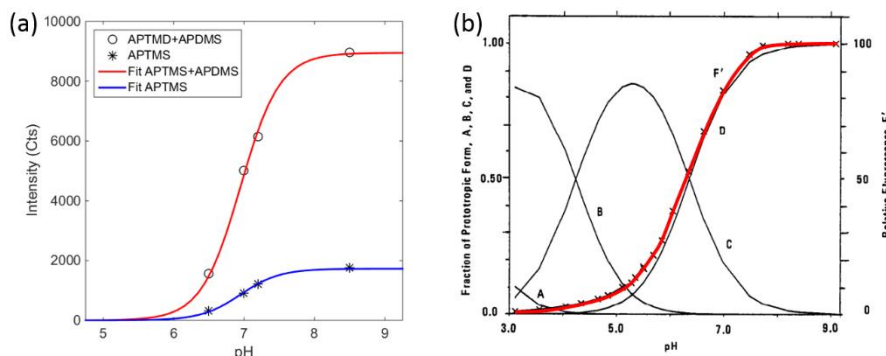 (a)
APTMD+APDMS
APTMS
Fit APTMS+APDMS
Fit APTMS
10000
8000
6000
4000
2000
0
Intensity (Cts)
5 6 7 8 9
pH
(b)
1.00
0.50
0.0
Fraction of Prototropic Form, A, B, C, and D
A
B
C
D
F'
100
50
0
Relative Fluorescence, F'
3.0 5.0 7.0 9.0
pH